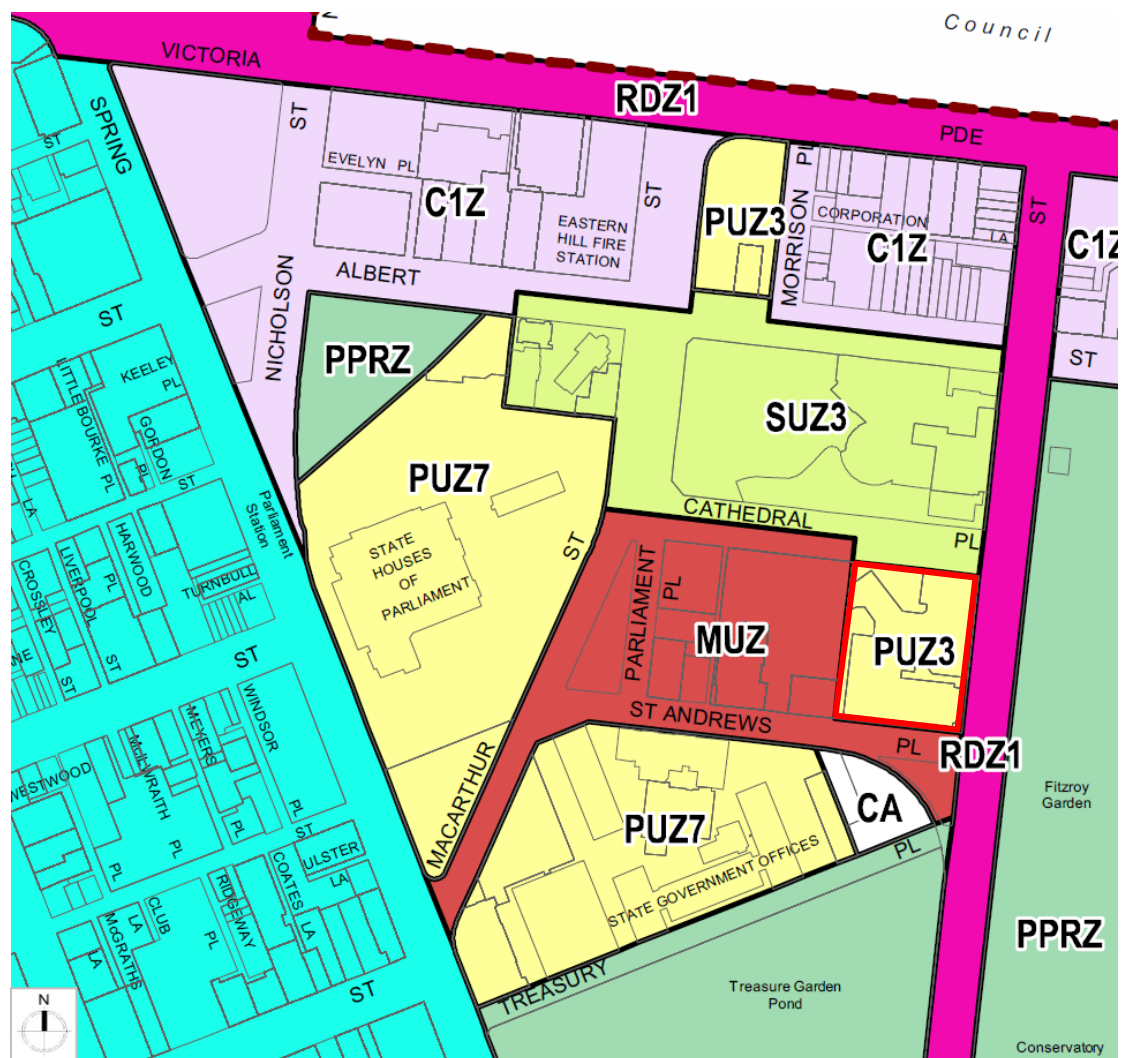 Council
VICTORIA
RDZ1
PDE
SPRING
ST
ST
EVELYN PL
C1Z
EASTERN
HILL FIRE
STATION
ST
PUZ3
MORRISON
PL
CORPORATION
LA
C1Z
ST
C1Z
ALBERT
NICHOLSON
ST
ST
PPRZ
SUZ3
KEELEY
PL
LITTLE BOURKE
PL
GORDON
PL
ST
PUZ7
Parliament
Station
STATE
HOUSES
OF
PARLIAMENT
ST
CATHEDRAL
PL
LA
CROSSLEY
ST
LIVERPOOL
PL
ST
HARWOOD
TURNBULL
AL
PARLIAMENT
PL
MUZ
PUZ3
ST ANDREWS
PL
RDZ1
ST
WINDSOR
PL
MEYERS
PL
McILWRAITH
PL
WESTWOOD
PL
MACARTHUR
PUZ7
STATE GOVERNMENT OFFICES
CA
PL
Fitzroy
Garden
ST
ULSTER
LA
COATES
LA
RIDGEWAY
PL
CLUB
LA
McGRATHS
LA
ST
TREASURY
Treasure Garden
Pond
PPRZ
N
Conservatory